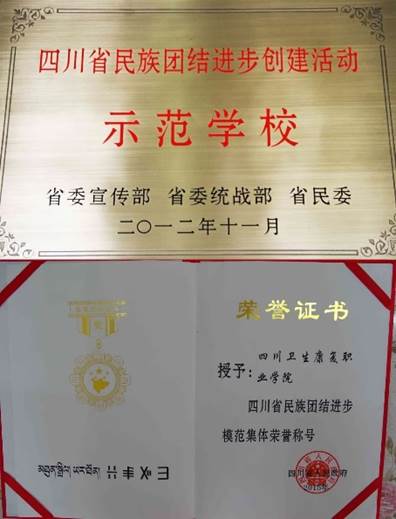 四川省民族团结进步创建活动
示范学校
省委宣传部 省委统战部 省民委
二〇一二年十一月
荣誉证书
授予：四川卫生康复职
业学院
四川省民族团结进步
模范集体荣誉称号